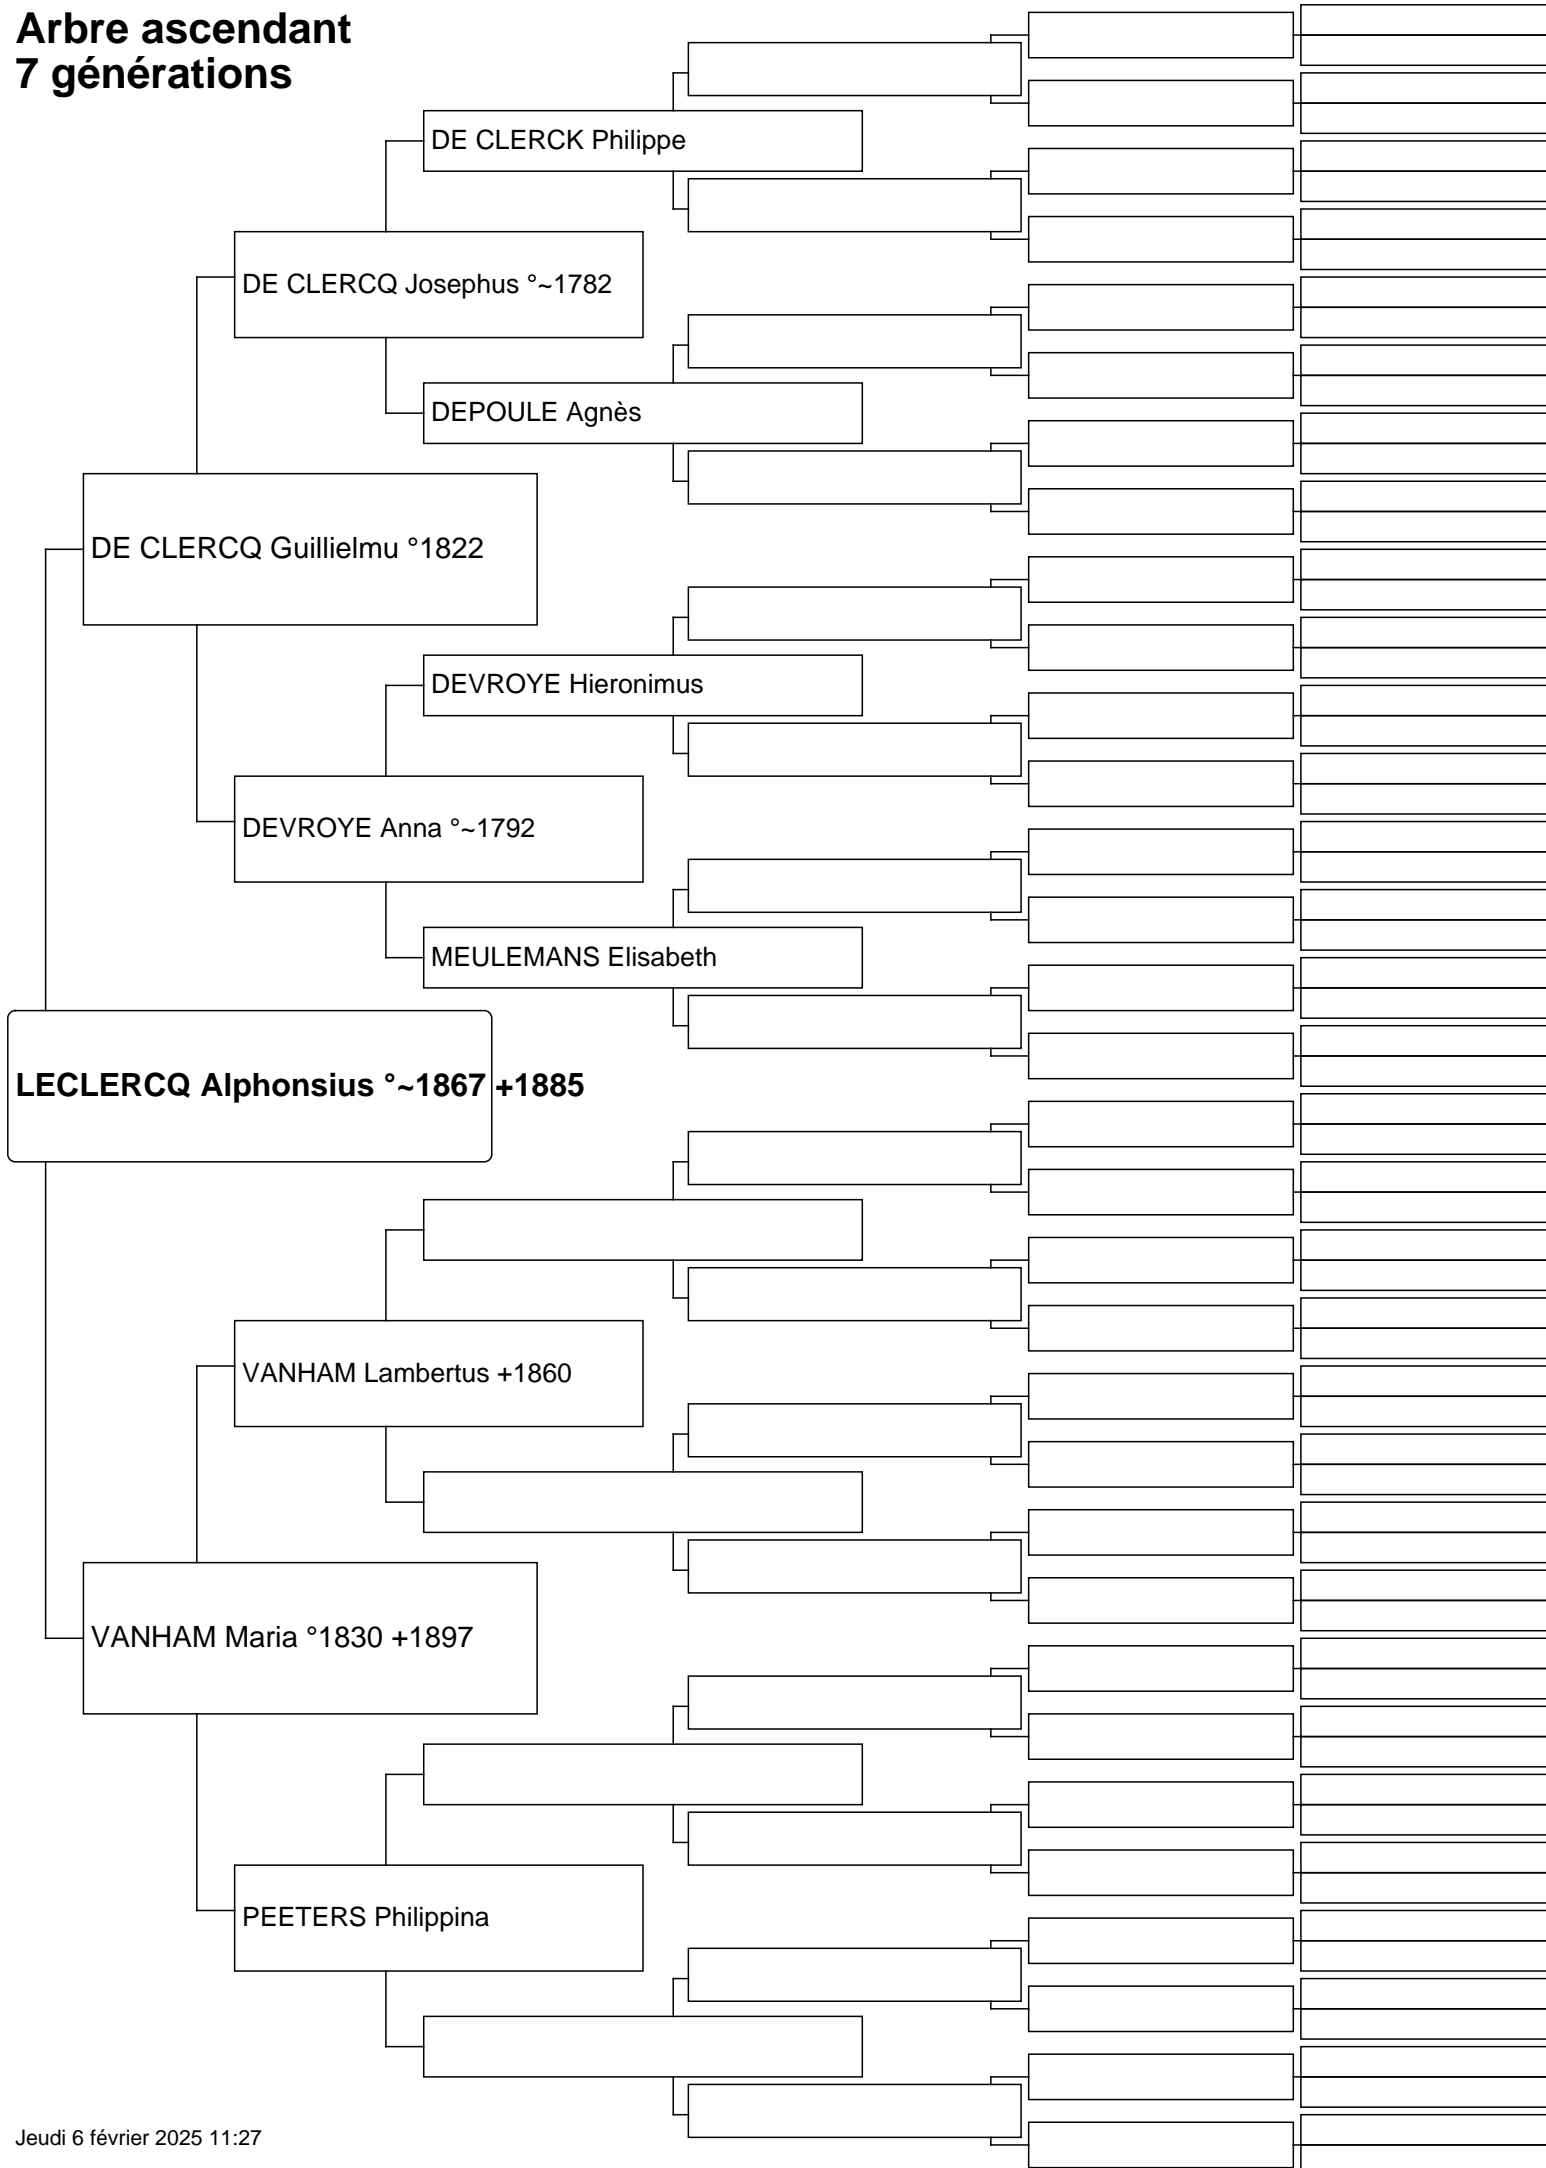 Arbre ascendant
7 générations
DE CLERCK Philippe
DE CLERCQ Josephus °~1782
DEPOULE Agnès
DE CLERCQ Guillielmu °1822
DEVROYE Hieronimus
DEVROYE Anna °~1792
MEULEMANS Elisabeth
LECLERCQ Alphonsius °~1867 +1885
VANHAM Lambertus +1860
VANHAM Maria °1830 +1897
PEETERS Philippina
Jeudi 6 février 2025 11:27